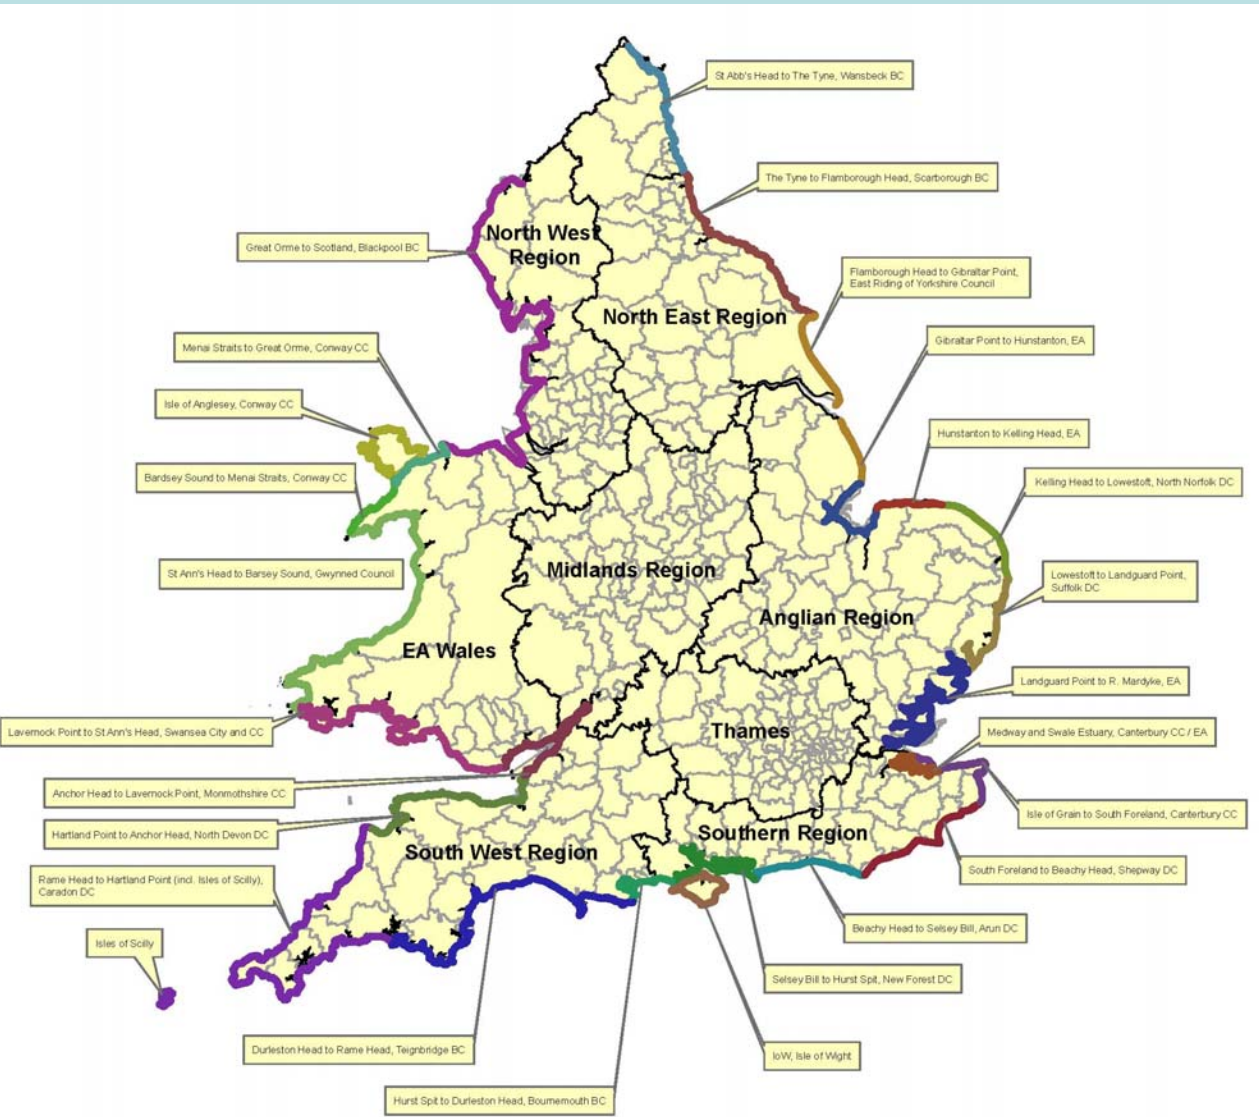 St Abb's Head to The Tyne, Wansbeck BC
The Tyne to Flamborough Head, Scarborough BC
North West
Region
Great Orme to Scotland, Blackpool BC
Flamborough Head to Gibraltar Point,
East Riding of Yorkshire Council
North East Region
Gibraltar Point to Hunstanton, EA
Menai Straits to Great Orme, Conway CC
Isle of Anglesey, Conway CC
Hunstanton to Kelling Head, EA
Bardsey Sound to Menai Straits, Conway CC
Kelling Head to Lowestoft, North Norfolk DC
St Ann's Head to Barsey Sound, Gwynned Council
Midlands Region
Lowestoft to Landguard Point,
Suffolk DC
Anglian Region
EA Wales
Landguard Point to R. Mardyke, EA
Lavernock Point to St Ann's Head, Swansea City and CC
Thames
Medway and Swale Estuary, Canterbury CC / EA
Anchor Head to Lavernock Point, Monmothshire CC
Isle of Grain to South Foreland, Canterbury CC
Hartland Point to Anchor Head, North Devon DC
Southern Region
South West Region
South Foreland to Beachy Head, Shepway DC
Rame Head to Hartland Point (incl. Isles of Scilly),
Caradon DC
Beachy Head to Selsey Bill, Arun DC
Isles of Scilly
Selsey Bill to Hurst Spit, New Forest DC
Durleston Head to Rame Head, Teignbridge BC
IoW, Isle of Wight
Hurst Spit to Durleston Head, Bournemouth BC